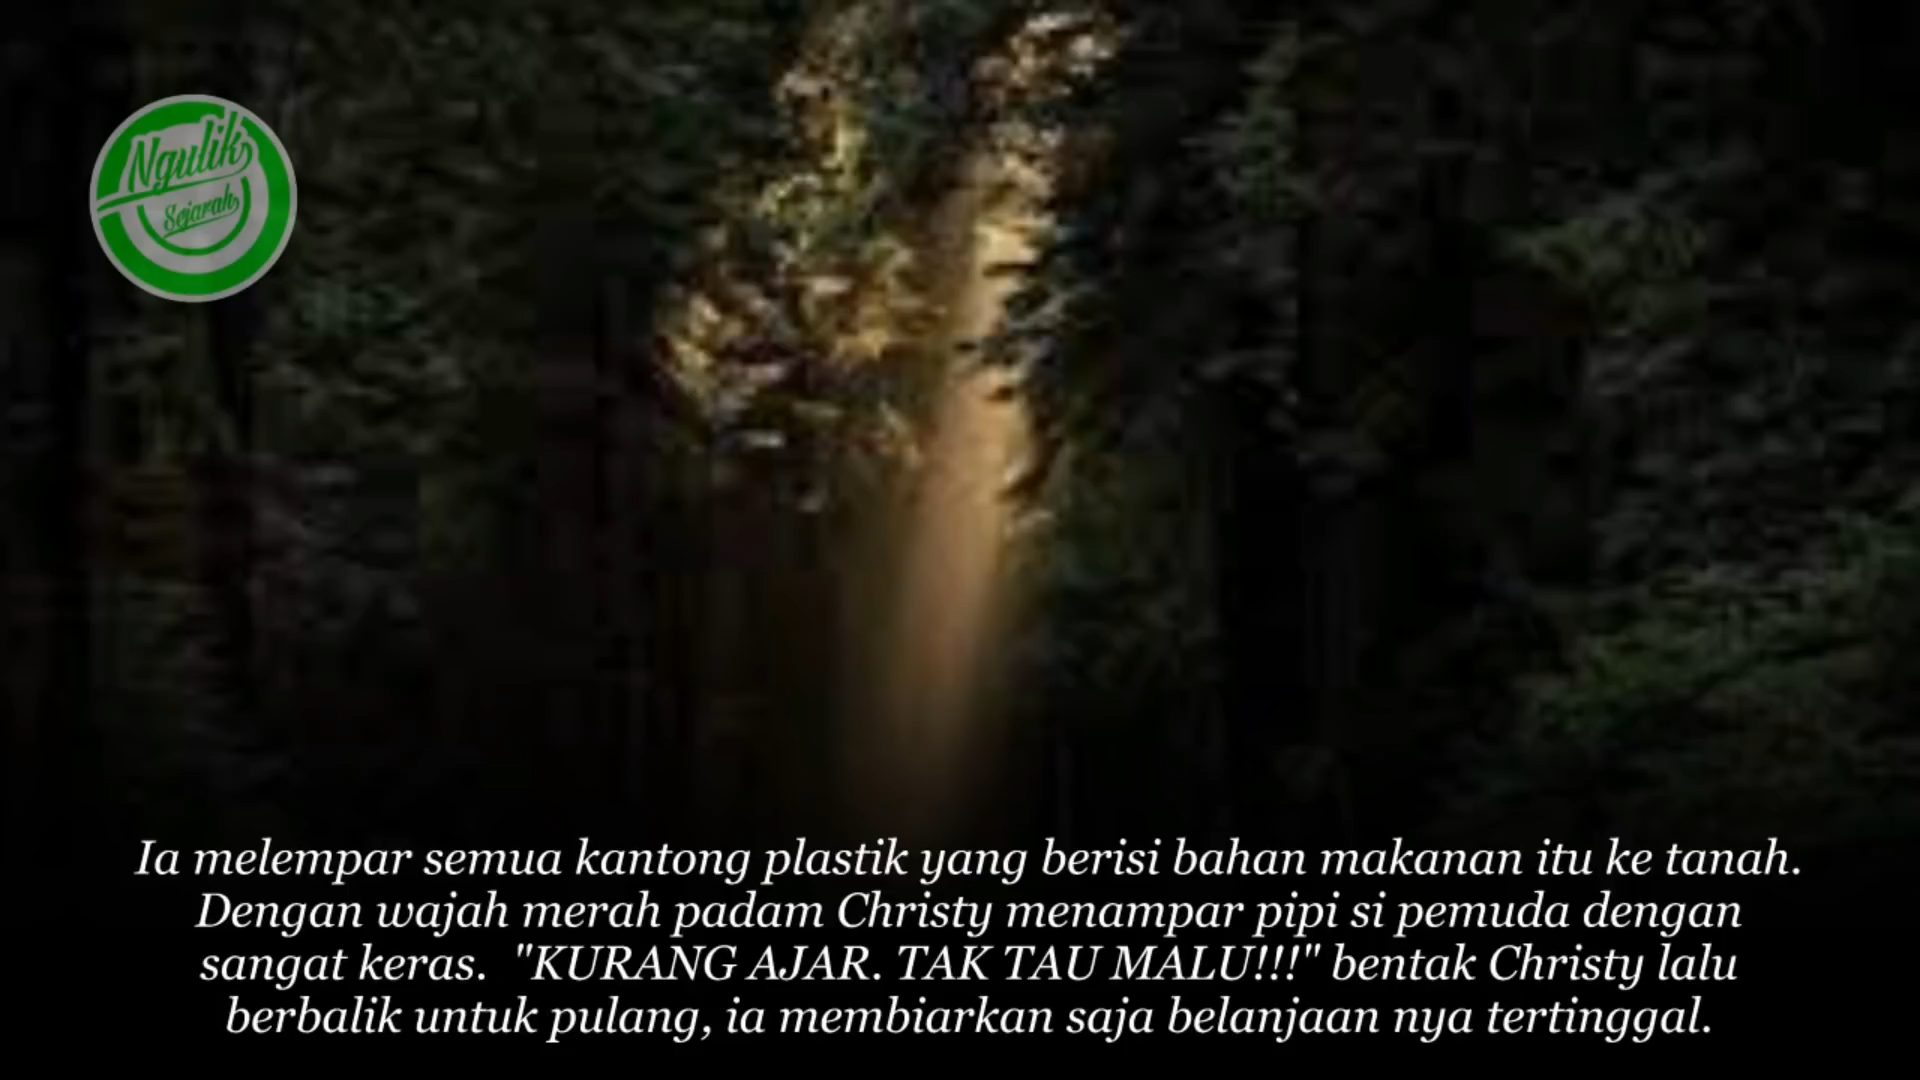 Ngulik
Sejarah
Ia melempar semua kantong plastik yang berisi bahan makanan itu ke tanah.
Dengan wajah merah padam Christy menampar pipi si pemuda dengan
sangat keras.  "KURANG AJAR. TAK TAU MALU!!!" bentak Christy lalu
berbalik untuk pulang, ia membiarkan saja belanjaan nya tertinggal.